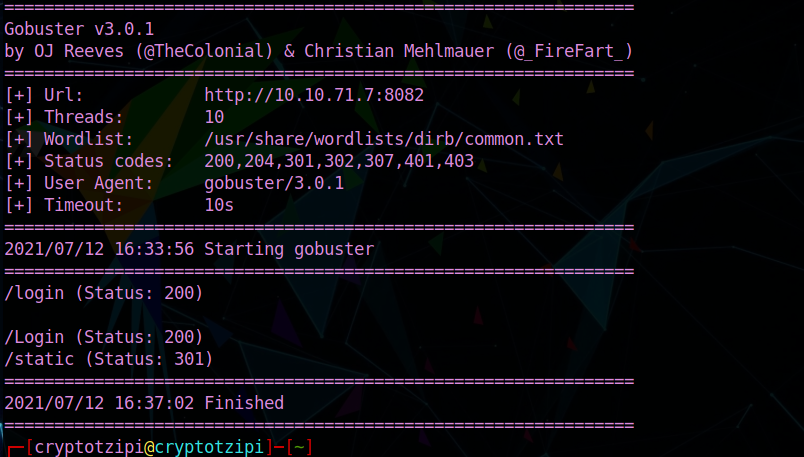 ===============================================================
Gobuster v3.0.1
by OJ Reeves (@TheColonial) & Christian Mehlmauer (@_FireFart_)
===============================================================
[+] Url:            http://10.10.71.7:8082
[+] Threads:        10
[+] Wordlist:       /usr/share/wordlists/dirb/common.txt
[+] Status codes:   200,204,301,302,307,401,403
[+] User Agent:     gobuster/3.0.1
[+] Timeout:        10s
===============================================================
2021/07/12 16:33:56 Starting gobuster
===============================================================
/login (Status: 200)
/Login (Status: 200)
/static (Status: 301)
===============================================================
2021/07/12 16:37:02 Finished
===============================================================
┌─[cryptotzipi@cryptotzipi]─[~]